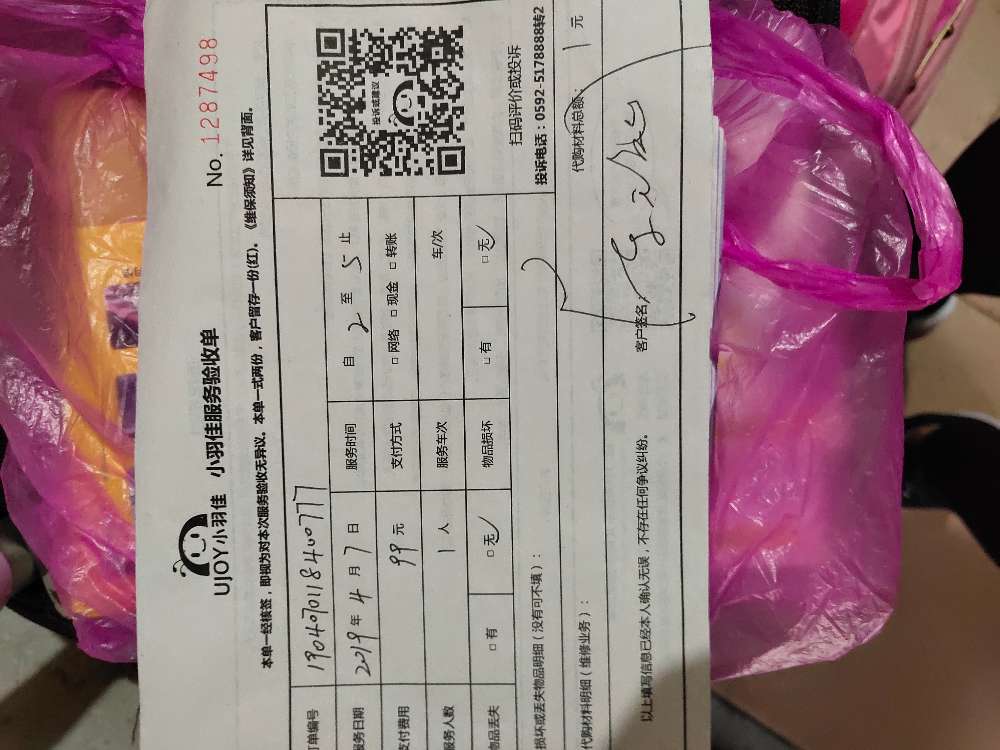 UJOY小羽佳 小羽佳服务验收单
No. 1287498
本单一经核签，即视为对本次服务验收无异议。本单一式两份，客户留存一份(红)。《维保须知》详见背面。
订单编号 190407011840077
服务日期 2019年4月7日 服务时间 自 2 至 5 止
支付费用 99元 支付方式 □网络 □现金 □转账
服务人数 1人 服务车次 车/次
物品丢失 □有 □无 物品损坏 □有 □无
投诉或建议
扫码评价或投诉
投诉电话：0592-5178888转2
损坏或丢失物品明细（没有可不填）：
代购材料明细（维修业务）： 代购材料总额： 元
以上填写信息已经本人确认无误，不存在任何争议纠纷。 客户签名：